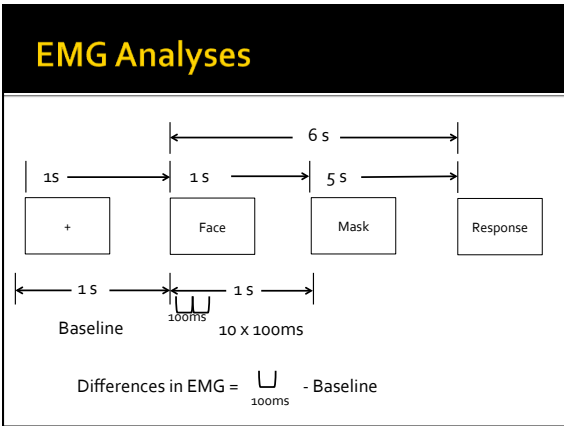 EMG Analyses
6 s
1s 1 s 5 s
+ Face Mask Response
1 s 1 s
100ms
Baseline 10 x 100ms
Differences in EMG = - Baseline
100ms